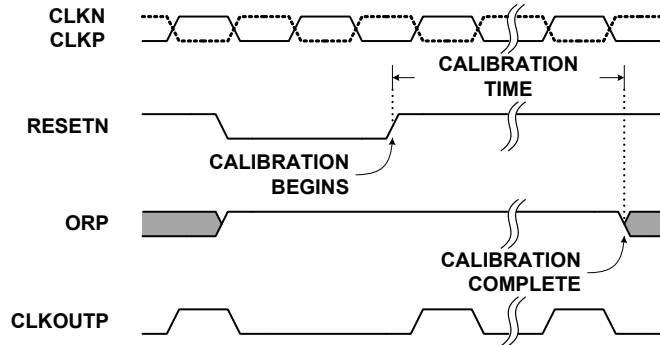 CLKN
CLKP
CALIBRATION
TIME
RESETN
CALIBRATION
BEGINS
ORP
CALIBRATION
COMPLETE
CLKOUTP